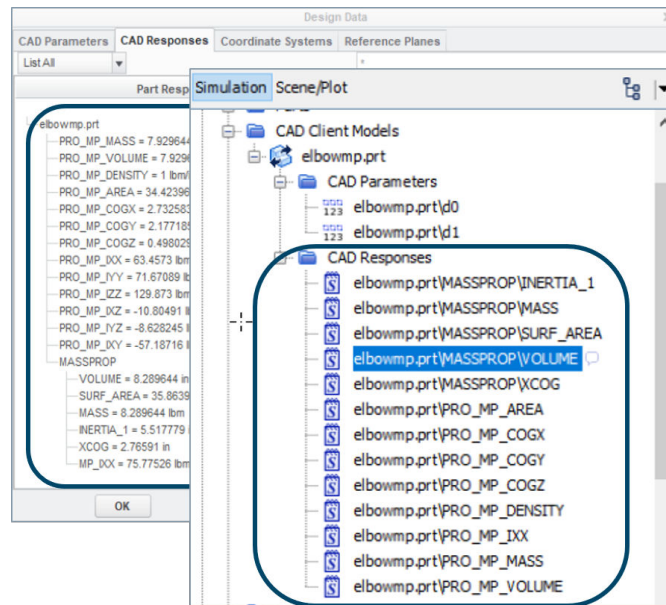 Design Data
CAD Parameters CAD Responses Coordinate Systems Reference Planes
List All
Part Resp
elbowmp.prt
PRO_MP_MASS = 7.929644
PRO_MP_VOLUME = 7.9296
PRO_MP_DENSITY = 1 lbm/
PRO_MP_AREA = 34.42396
PRO_MP_COGX = 2.732583
PRO_MP_COGY = 2.177185
PRO_MP_COGZ = 0.498029
PRO_MP_IXX = 63.4573 lbm
PRO_MP_IYY = 71.67089 lb
PRO_MP_IZZ = 129.873 lbm
PRO_MP_IXZ = -10.80491 l
PRO_MP_IYZ = -8.628245 l
PRO_MP_IXY = -57.18716 l
MASSPROP
VOLUME = 8.289644 in
SURF_AREA = 35.8639
MASS = 8.289644 lbm
INERTIA_1 = 5.517779
XCOG = 2.76591 in
MP_IXX = 75.77526 lbm
OK
Simulation Scene/Plot
CAD Client Models
elbowmp.prt
CAD Parameters
123 elbowmp.prt\d0
123 elbowmp.prt\d1
CAD Responses
elbowmp.prt\MASSPROP\INERTIA_1
elbowmp.prt\MASSPROP\MASS
elbowmp.prt\MASSPROP\SURF_AREA
elbowmp.prt\MASSPROP\VOLUME
elbowmp.prt\MASSPROP\XCOG
elbowmp.prt\PRO_MP_AREA
elbowmp.prt\PRO_MP_COGX
elbowmp.prt\PRO_MP_COGY
elbowmp.prt\PRO_MP_COGZ
elbowmp.prt\PRO_MP_DENSITY
elbowmp.prt\PRO_MP_IXX
elbowmp.prt\PRO_MP_MASS
elbowmp.prt\PRO_MP_VOLUME